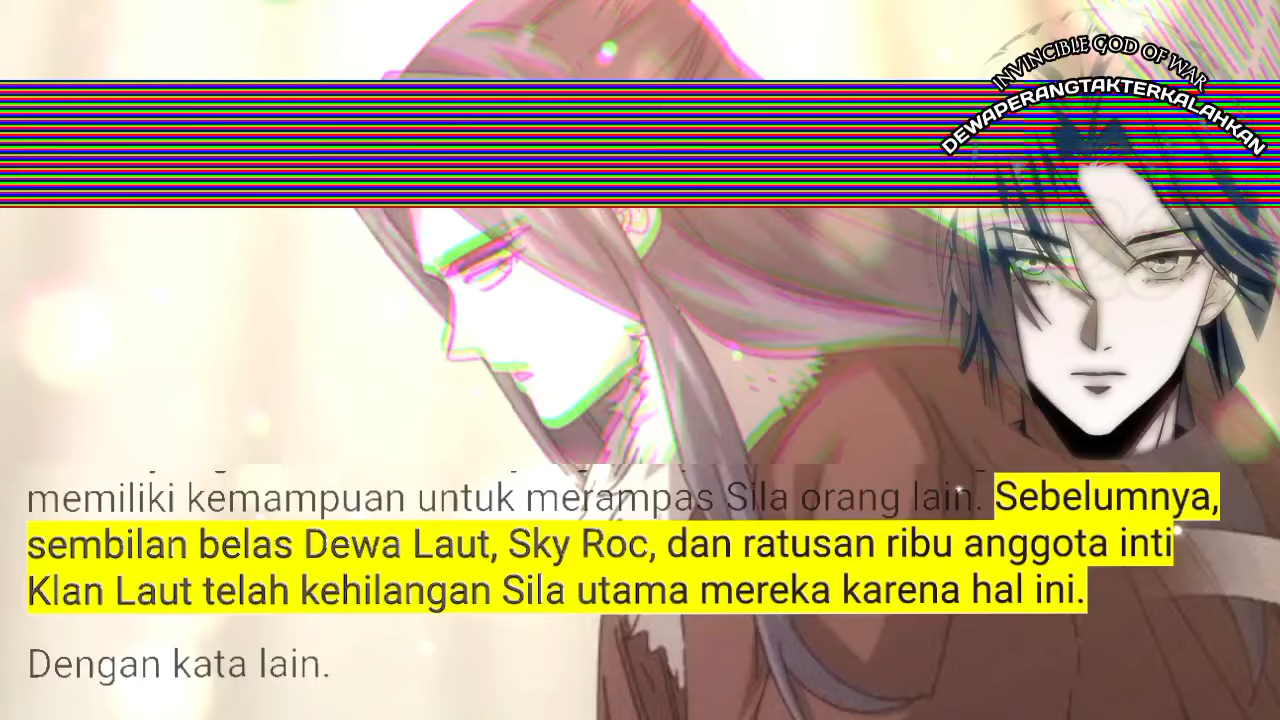 INVINCIBLE GOD OF WAR
DEWAPERANGTAKTERKALAHKAN
memiliki kemampuan untuk merampas Sila orang lain. Sebelumnya,
sembilan belas Dewa Laut, Sky Roc, dan ratusan ribu anggota inti
Klan Laut telah kehilangan Sila utama mereka karena hal ini.
Dengan kata lain.